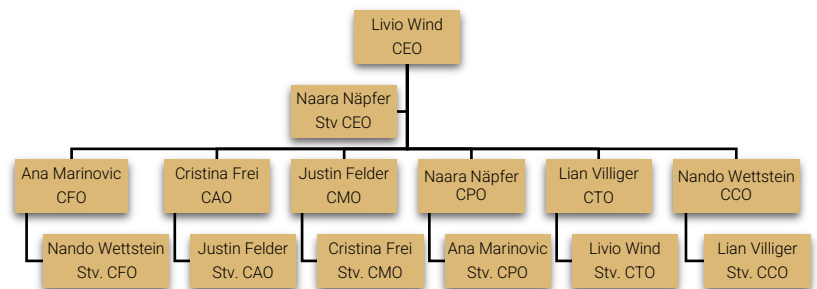 Livio Wind
CEO
Naara Näpfer
Stv CEO
Ana Marinovic
CFO
Cristina Frei
CAO
Justin Felder
CMO
Naara Näpfer
CPO
Lian Villiger
CTO
Nando Wettstein
CCO
Nando Wettstein
Stv. CFO
Justin Felder
Stv. CAO
Cristina Frei
Stv. CMO
Ana Marinovic
Stv. CPO
Livio Wind
Stv. CTO
Lian Villiger
Stv. CCO